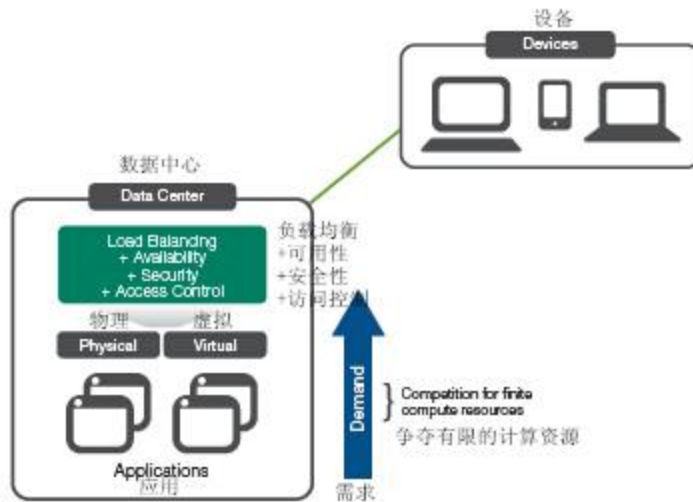 设备
Devices
数据中心
Data Center
Load Balancing
+ Availability
+ Security
+ Access Control
负载均衡
+可用性
+安全性
+访问控制
物理
虚拟
Physical
Virtual
Demand
Competition for finite
compute resources
争夺有限的计算资源
Applications
应用
需求